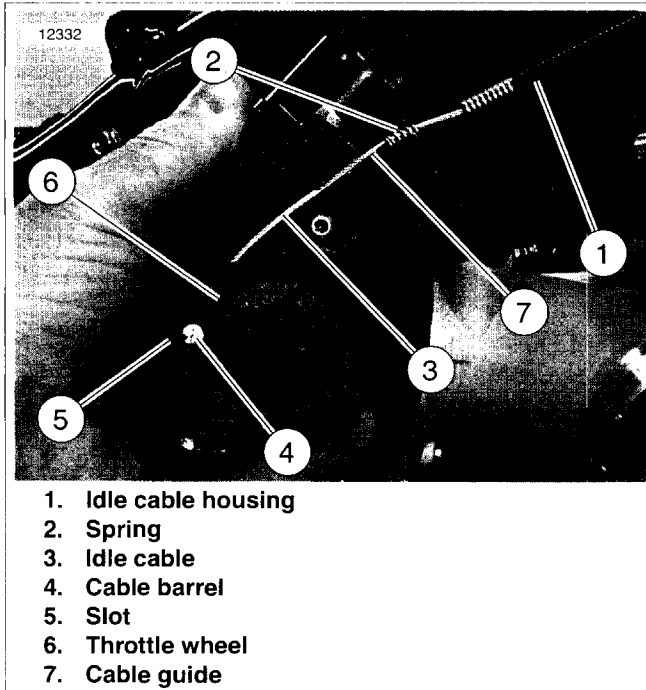 12332
2
6
1
7
3
5
4
1. Idle cable housing
2. Spring
3. Idle cable
4. Cable barrel
5. Slot
6. Throttle wheel
7. Cable guide